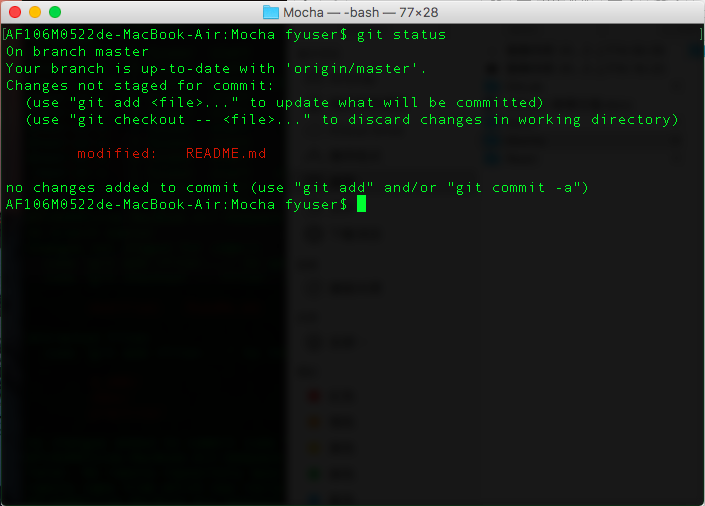 Mocha — -bash — 77×28
[AF106M0522de-MacBook-Air:Mocha fyuser$ git status]
On branch master
Your branch is up-to-date with 'origin/master'.
Changes not staged for commit:
  (use "git add <file>..." to update what will be committed)
  (use "git checkout -- <file>..." to discard changes in working directory)
        modified:   README.md
no changes added to commit (use "git add" and/or "git commit -a")
AF106M0522de-MacBook-Air:Mocha fyuser$